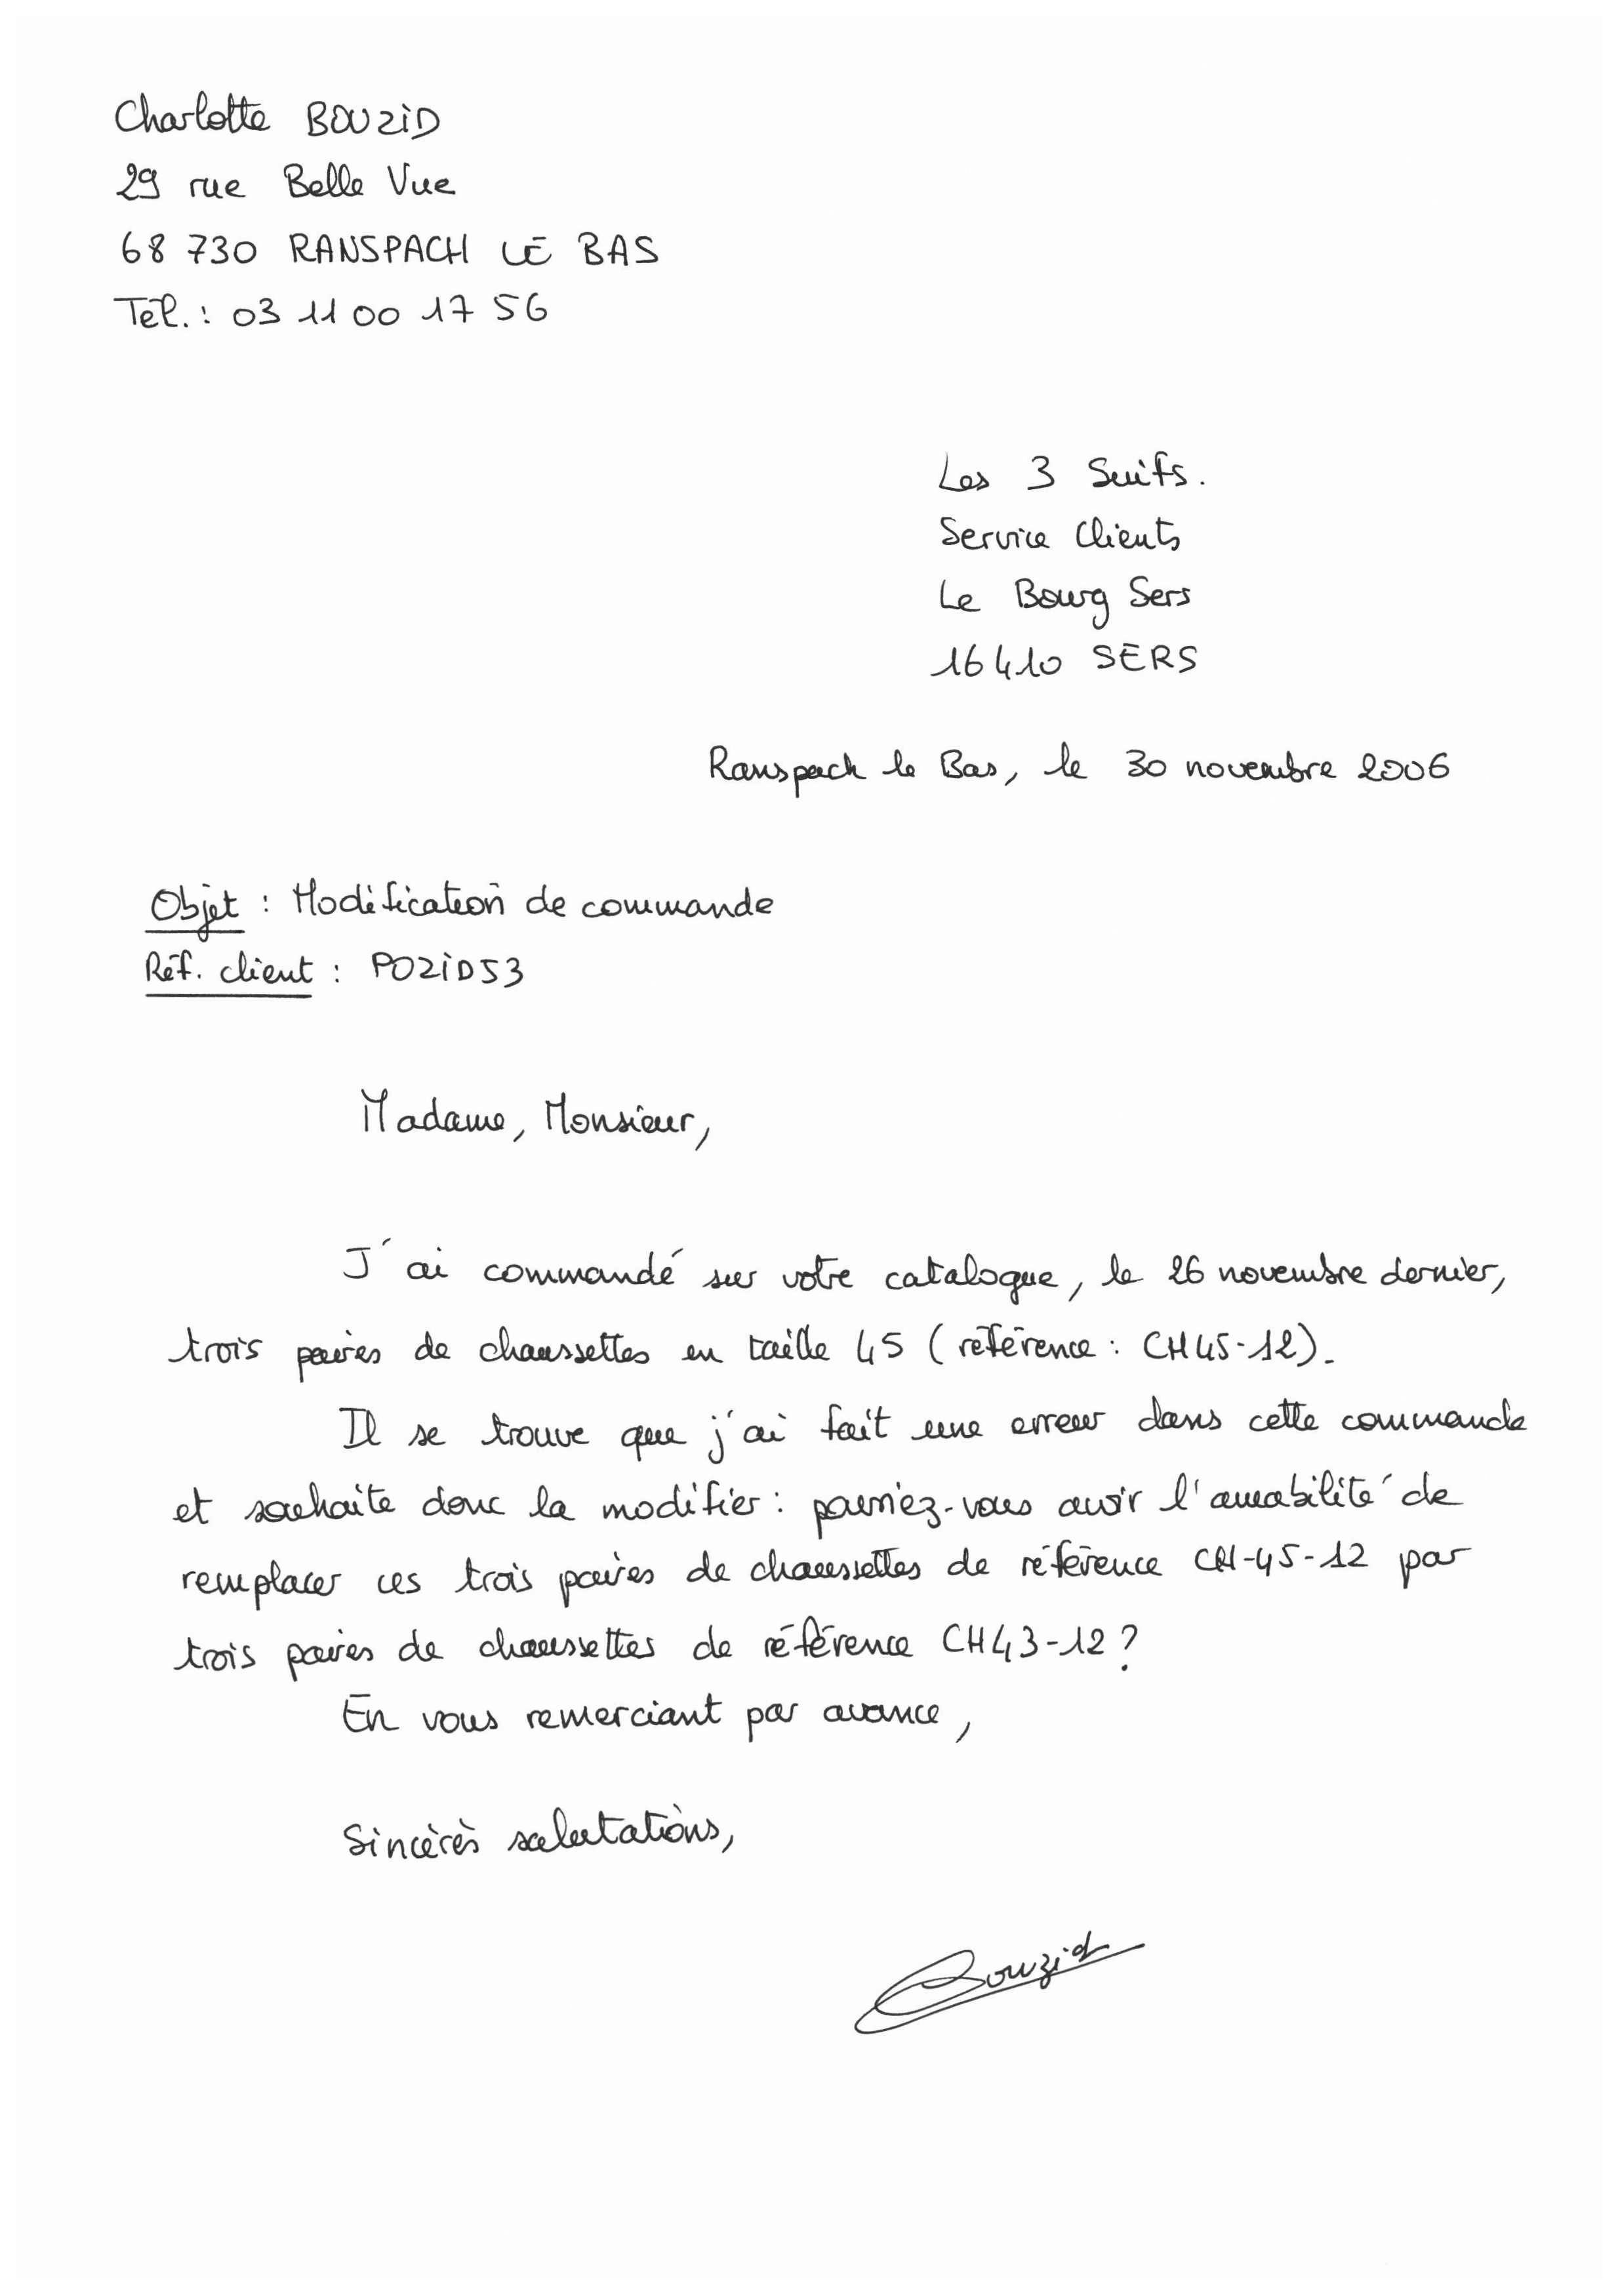 Charlotte BOUZID
29 rue Belle Vue
68 730 RANSPACH LE BAS
Tél. : 03 11 00 17 56
Les 3 Suifs.
Service Clients
Le Bourg Sers
16410 SERS
Ranspach le Bas, le 30 novembre 2006
Objet : Modification de commande
Réf. client : POZID53
Madame, Monsieur,
J'ai commandé sur votre catalogue, le 26 novembre dernier,
trois paires de chaussettes en taille 45 (référence : CH45-12).
Il se trouve que j'ai fait une erreur dans cette commande
et souhaite donc la modifier : pourriez-vous avoir l'amabilité de
remplacer ces trois paires de chaussettes de référence CH-45-12 par
trois paires de chaussettes de référence CH43-12 ?
En vous remerciant par avance,
Sincères salutations,
Bouzid